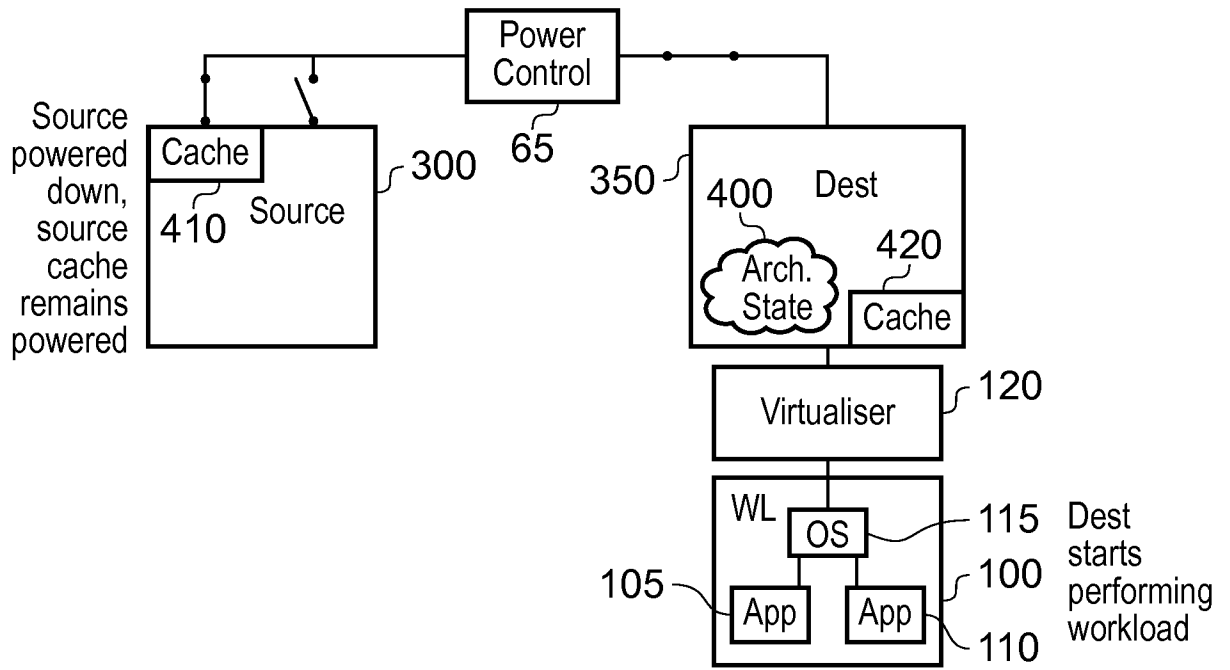 Power
Control
65
Source
powered
down,
source
cache
remains
powered
Cache
410
Source
300
350
Dest
400
Arch.
State
420
Cache
Virtualiser
120
WL
OS
115
105
App
App
110
100
Dest
starts
performing
workload